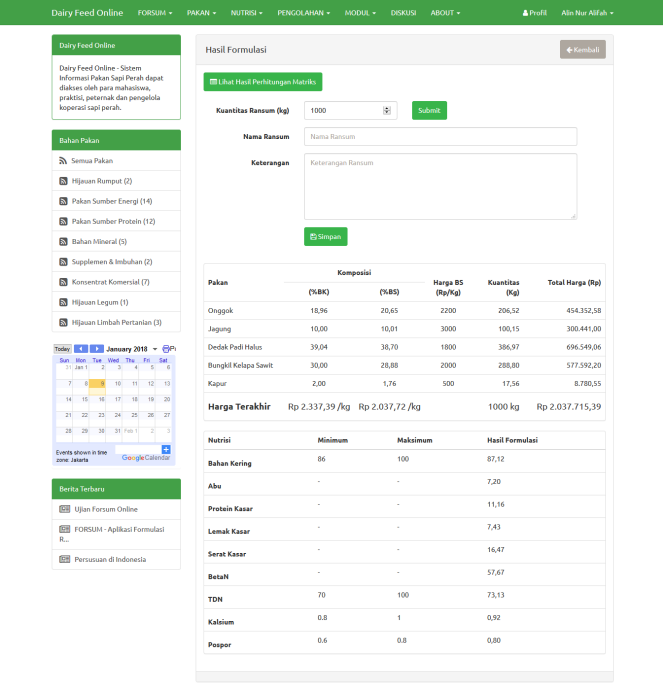 Dairy Feed Online FORSUM PAKAN NUTRISI PENGOLAHAN MODUL DISKUSI ABOUT Profil Alin Nur Alifah
Dairy Feed Online
Dairy Feed Online - Sistem
Informasi Pakan Sapi Perah dapat
diakses oleh para mahasiswa,
praktisi, peternak dan pengelola
koperasi sapi perah.
Bahan Pakan
Semua Pakan
Hijauan Rumput (2)
Pakan Sumber Energi (14)
Pakan Sumber Protein (12)
Bahan Mineral (5)
Supplemen & Imbuhan (2)
Konsentrat Komersial (7)
Hijauan Legum (1)
Hijauan Limbah Pertanian (3)
Today January 2018
Sun Mon Tue Wed Thu Fri Sat
31 Jan 1 2 3 4 5 6
7 8 9 10 11 12 13
14 15 16 17 18 19 20
21 22 23 24 25 26 27
28 29 30 31 Feb 1 2 3
Events shown in time
zone: Jakarta
Google Calendar
Berita Terbaru
Ujian Forsum Online
FORSUM - Aplikasi Formulasi
R...
Persusuan di Indonesia
Hasil Formulasi
Kembali
Lihat Hasil Perhitungan Matriks
Kuantitas Ransum (kg) 1000 Submit
Nama Ransum Nama Ransum
Keterangan Keterangan Ransum
Simpan
Pakan Komposisi Harga BS (Rp/Kg) Kuantitas (Kg) Total Harga (Rp)
(%BK) (%BS)
Onggok 18,96 20,65 2200 206,52 454.352,58
Jagung 10,00 10,01 3000 100,15 300.441,00
Dedak Padi Halus 39,04 38,70 1800 386,97 696.549,06
Bungkil Kelapa Sawit 30,00 28,88 2000 288,80 577.592,20
Kapur 2,00 1,76 500 17,56 8.780,55
Harga Terakhir Rp 2.337,39 /kg Rp 2.037,72 /kg 1000 kg Rp 2.037.715,39
Nutrisi Minimum Maksimum Hasil Formulasi
Bahan Kering 86 100 87,12
Abu - - 7,20
Protein Kasar - - 11,16
Lemak Kasar - - 7,43
Serat Kasar - - 16,47
BetaN - - 57,67
TDN 70 100 73,13
Kalsium 0.8 1 0,92
Pospor 0.6 0.8 0,80